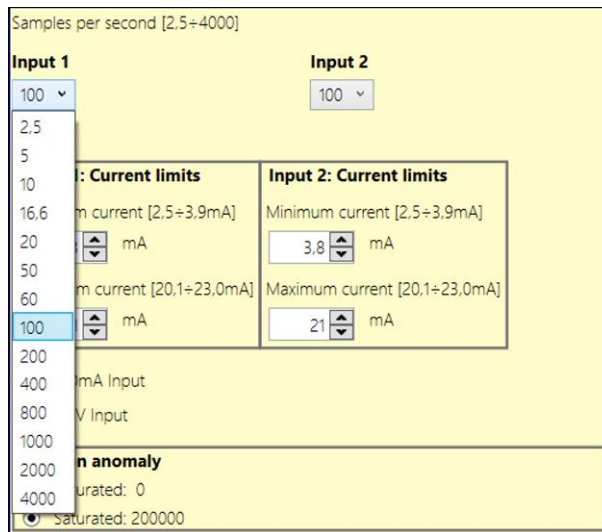 Samples per second [2,5÷4000]
Input 1
Input 2
100
100
2,5
5
10
16,6
20
50
60
100
200
400
800
1000
2000
4000
: Current limits
m current [2,5÷3,9mA]
mA
m current [20,1÷23,0mA]
mA
Input 2: Current limits
Minimum current [2,5÷3,9mA]
3,8 mA
Maximum current [20,1÷23,0mA]
21 mA
mA Input
V Input
n anomaly
urated: 0
Saturated: 200000